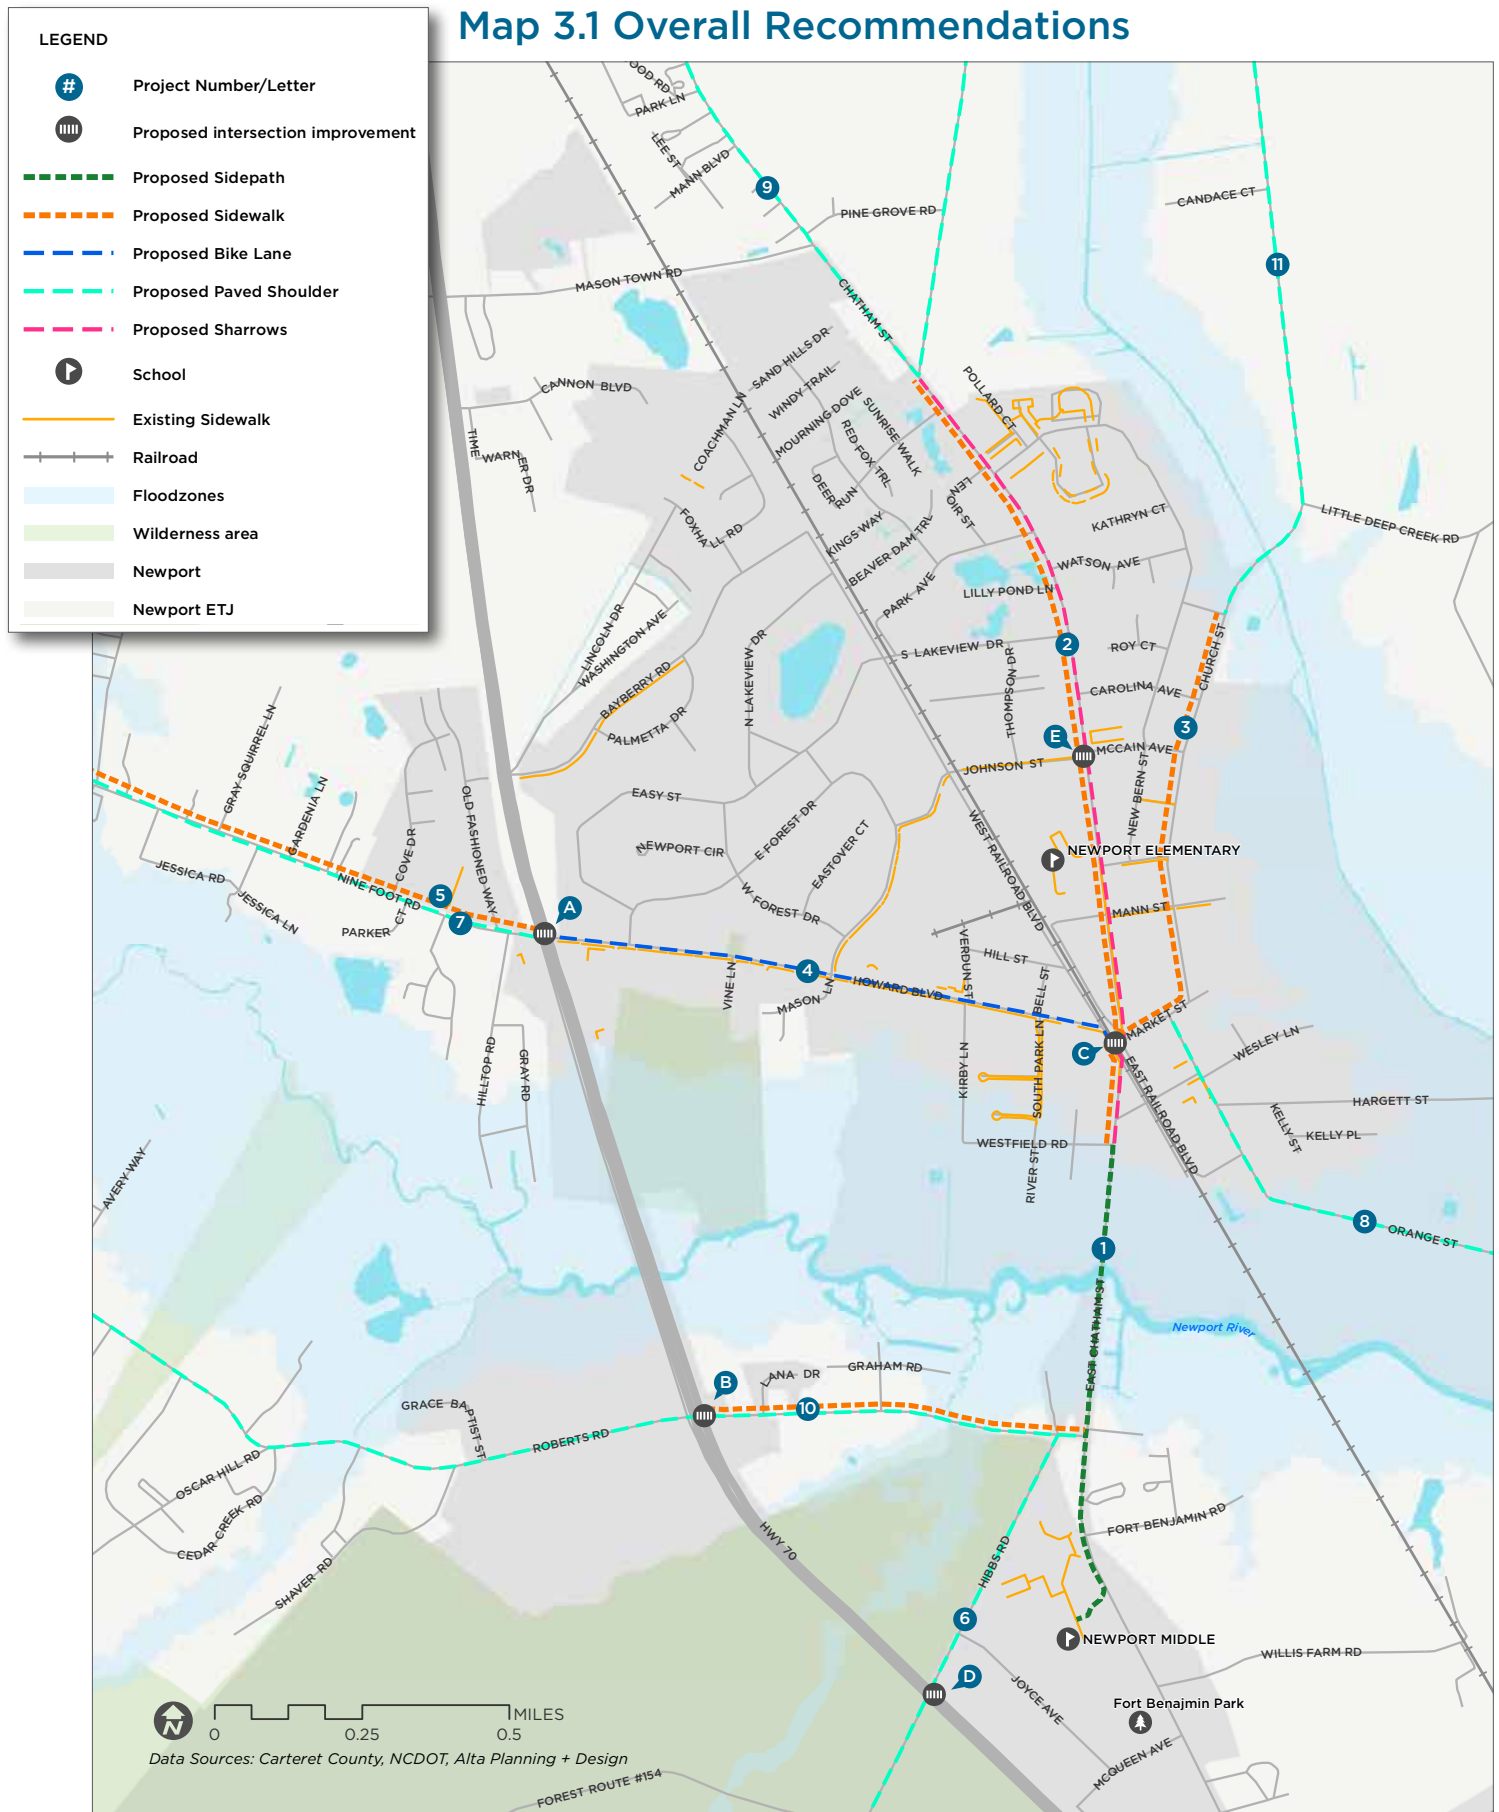 Map 3.1 Overall Recommendations
LEGEND
# Project Number/Letter
Proposed intersection improvement
Proposed Sidepath
Proposed Sidewalk
Proposed Bike Lane
Proposed Paved Shoulder
Proposed Sharrows
School
Existing Sidewalk
Railroad
Floodzones
Wilderness area
Newport
Newport ETJ
OOD RD
PARK LN
LEE ST
MANN BLVD
9
PINE GROVE RD
CANDACE CT
11
MASON TOWN RD
CHATHAM ST
SAND HILLS DR
WINDY TRAIL
MOURNING DOVE
SUNRISE WALK
RED FOX TRL
DEER RUN
POLLARD CT
CANNON BLVD
COACHMAN LN
TIME WARNER DR
FOXHALL RD
KINGS WAY
BEAVER DAM TRL
LENOIR ST
KATHRYN CT
LITTLE DEEP CREEK RD
WATSON AVE
LILLY POND LN
PARK AVE
LINCOLN DR
WASHINGTON AVE
BAYBERRY RD
PALMETTA DR
N LAKEVIEW DR
S LAKEVIEW DR
THOMPSON DR
2
ROY CT
CHURCH ST
CAROLINA AVE
3
E
MCCAIN AVE
JOHNSON ST
NEW BERN ST
GRAY SQUIRREL LN
GARDENIA LN
COVE DR
OLD FASHIONED WAY
EASY ST
NEWPORT CIR
E FOREST DR
EASTOVER CT
W FOREST DR
WEST RAILROAD BLVD
NEWPORT ELEMENTARY
MANN ST
JESSICA RD
JESSICA LN
NINE FOOT RD
PARKER CT
5
7
A
4
VINE LN
MASON LN
HOWARD BLVD
VERDUN ST
HILL ST
BELL ST
SOUTH PARK LN
KIRBY LN
C
MARKET ST
WESLEY LN
EAST RAILROAD BLVD
HARGETT ST
KELLY ST
KELLY PL
WESTFIELD RD
RIVER ST
HILLTOP RD
GRAY RD
AVERY WAY
1
8
ORANGE ST
EAST CHATHAM ST
Newport River
B
LANA DR
GRAHAM RD
10
GRACE BAPTIST ST
ROBERTS RD
OSCAR HILL RD
CEDAR CREEK RD
SHAVER RD
HWY 70
HIBBS RD
FORT BENJAMIN RD
6
NEWPORT MIDDLE
WILLIS FARM RD
D
JOYCE AVE
Fort Benajmin Park
MCQUEEN AVE
FOREST ROUTE #154
N
0 0.25 0.5 MILES
Data Sources: Carteret County, NCDOT, Alta Planning + Design